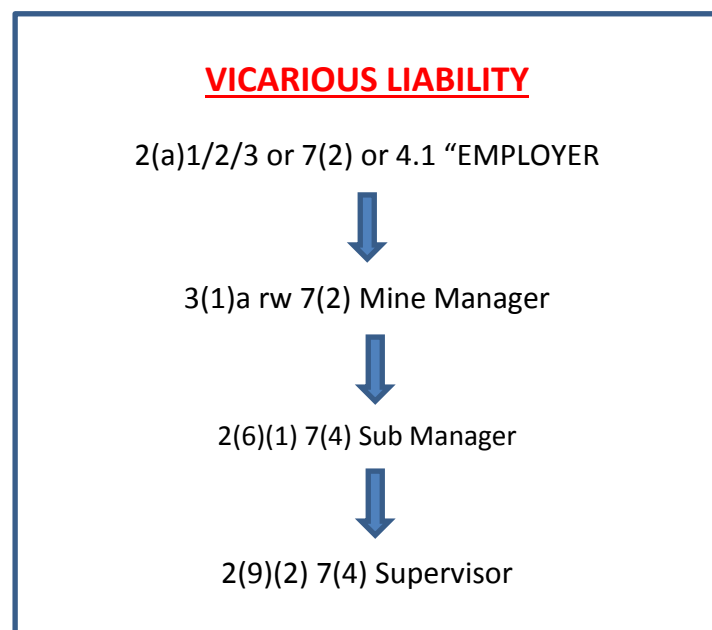 VICARIOUS LIABILITY
2(a)1/2/3 or 7(2) or 4.1 “EMPLOYER
3(1)a rw 7(2) Mine Manager
2(6)(1) 7(4) Sub Manager
2(9)(2) 7(4) Supervisor